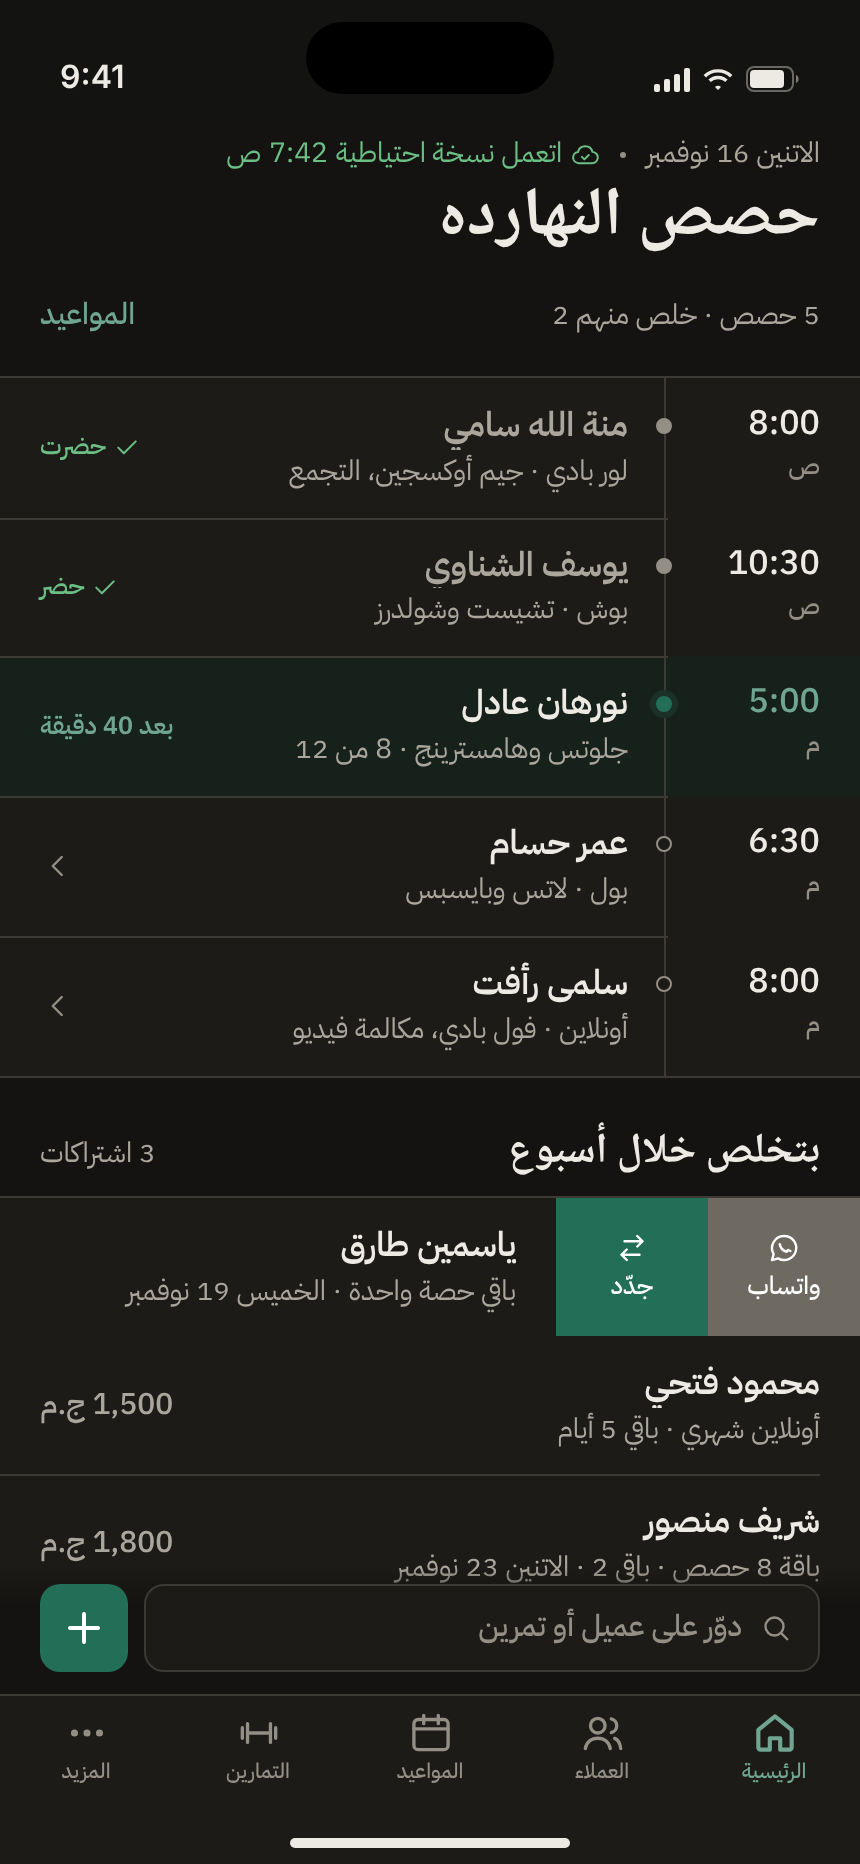 9:41
الاتنين 16 نوفمبر • اتعمل نسخة احتياطية 7:42 ص
حصص النهارده
5 حصص · خلص منهم 2
المواعيد
8:00 ص
منة الله سامي
لور بادي · جيم أوكسجين، التجمع
حضرت
10:30 ص
يوسف الشناوي
بوش · تشيست وشولدرز
حضر
5:00 م
نورهان عادل
جلوتس وهامسترينج · 8 من 12
بعد 40 دقيقة
6:30 م
عمر حسام
بول · لاتس وبايسبس
8:00 م
سلمى رأفت
أونلاين · فول بادي، مكالمة فيديو
بتخلص خلال أسبوع
3 اشتراكات
واتساب
جدّد
ياسمين طارق
باقي حصة واحدة · الخميس 19 نوفمبر
محمود فتحي
أونلاين شهري · باقي 5 أيام
1,500 ج.م
شريف منصور
باقة 8 حصص · باقي 2 · الاتنين 23 نوفمبر
1,800 ج.م
دوّر على عميل أو تمرين
الرئيسية
العملاء
المواعيد
التمارين
المزيد